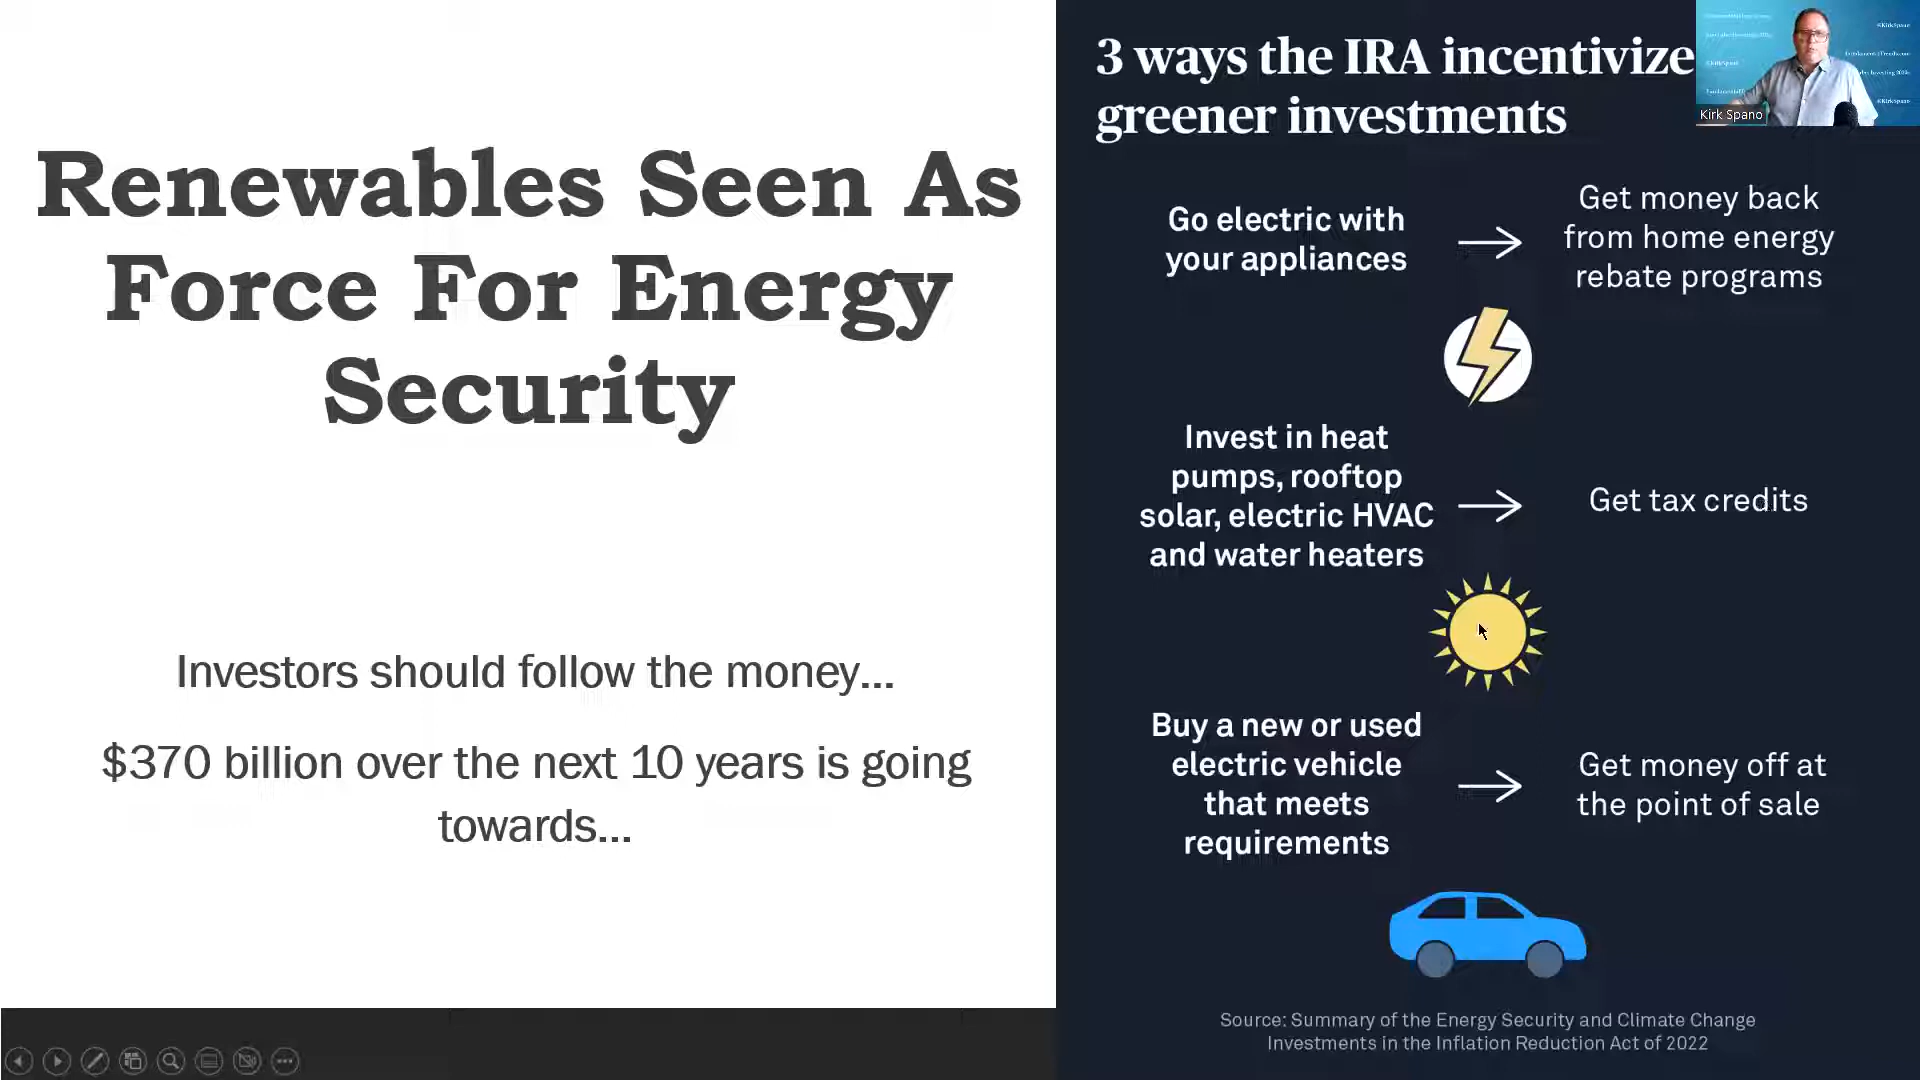 Renewables Seen As
Force For Energy
Security
Investors should follow the money...
$370 billion over the next 10 years is going
towards...
3 ways the IRA incentivize
greener investments
Go electric with
your appliances
Get money back
from home energy
rebate programs
Invest in heat
pumps, rooftop
solar, electric HVAC
and water heaters
Get tax credits
Buy a new or used
electric vehicle
that meets
requirements
Get money off at
the point of sale
Source: Summary of the Energy Security and Climate Change
Investments in the Inflation Reduction Act of 2022
@KirkSpano
@KirkSpano
Kirk Spano